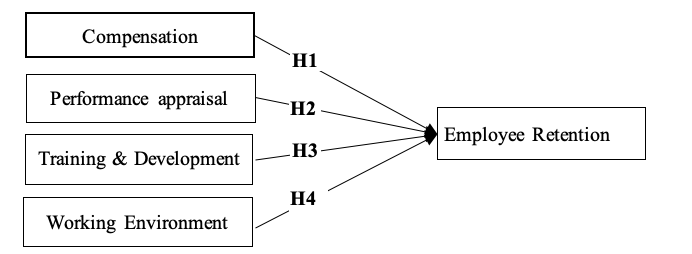 Compensation
H1
Performance appraisal
H2
Employee Retention
Training & Development
H3
H4
Working Environment